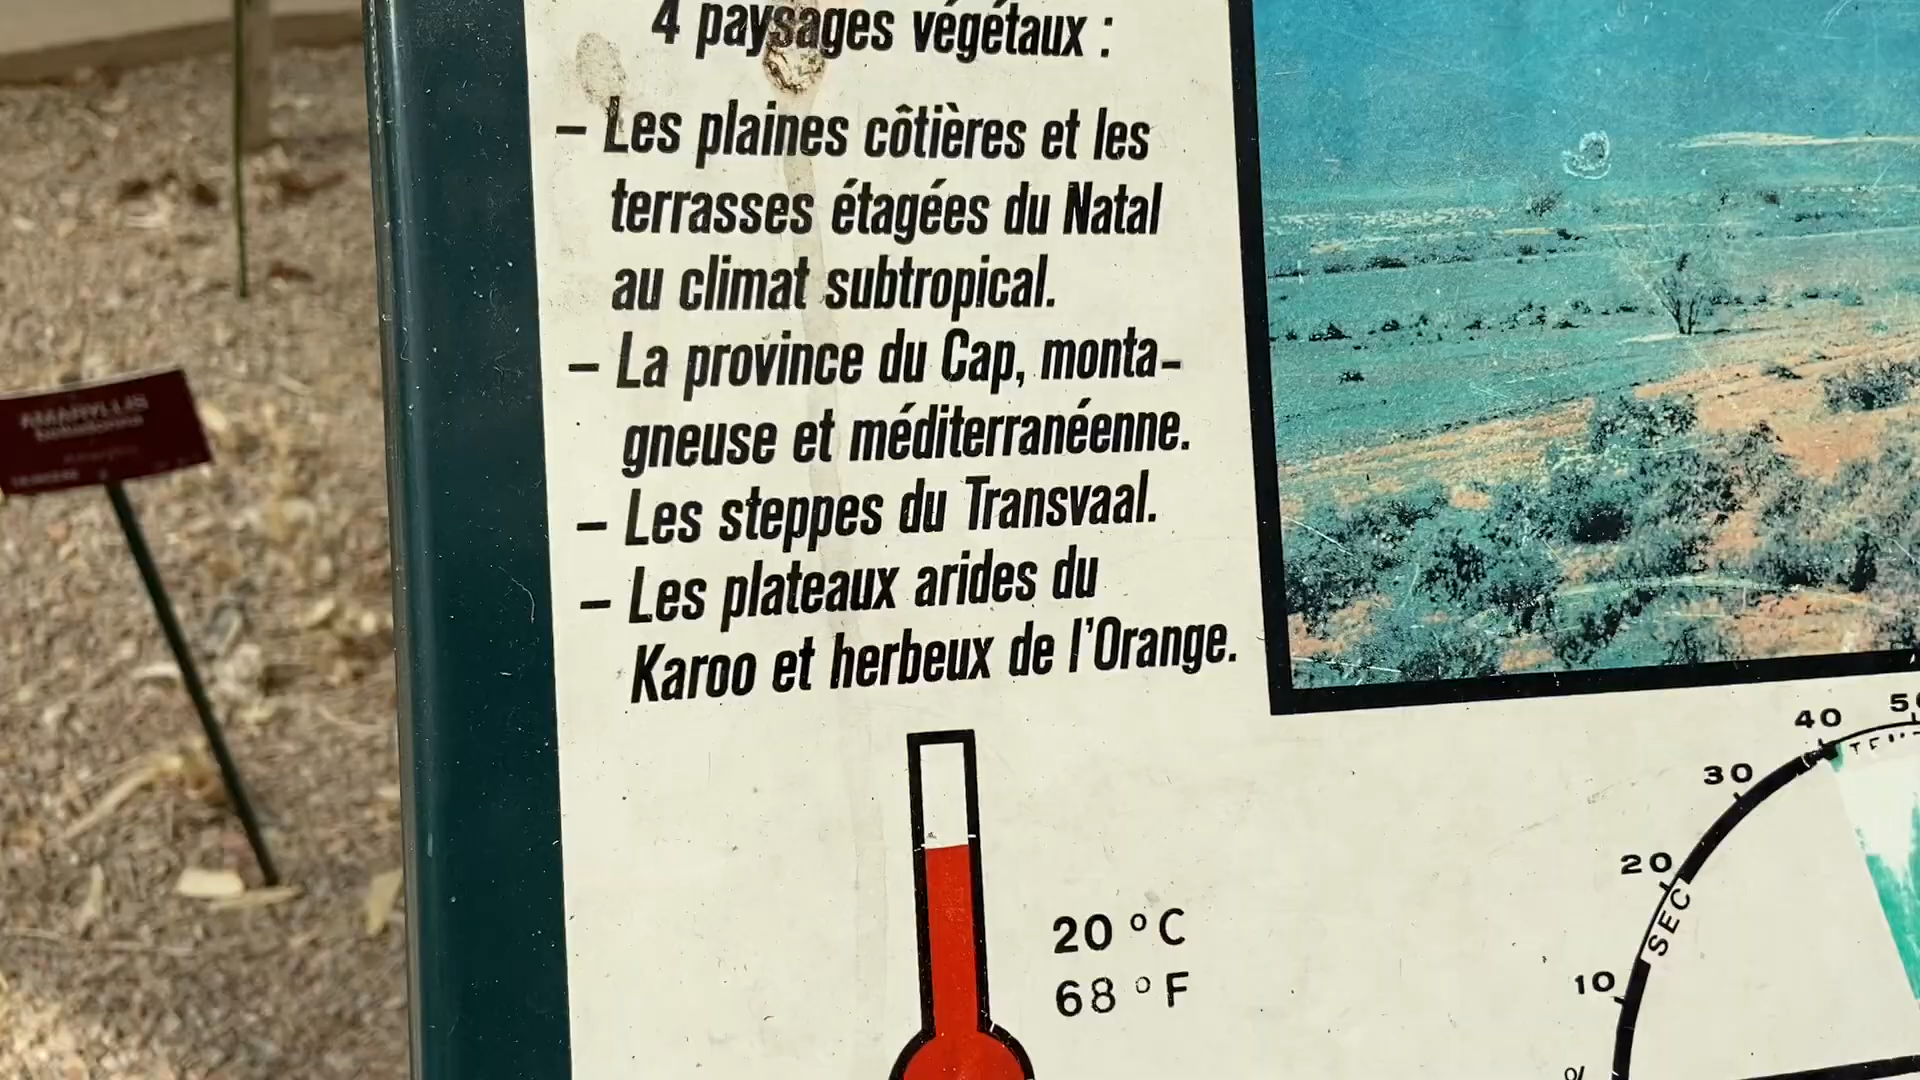 4 paysages végétaux :
– Les plaines côtières et les
terrasses étagées du Natal
au climat subtropical.
– La province du Cap, monta-
gneuse et méditerranéenne.
– Les steppes du Transvaal.
– Les plateaux arides du
Karoo et herbeux de l'Orange.
20 °C
68 °F
40
30
20
SEC
10
AMARYLLIS